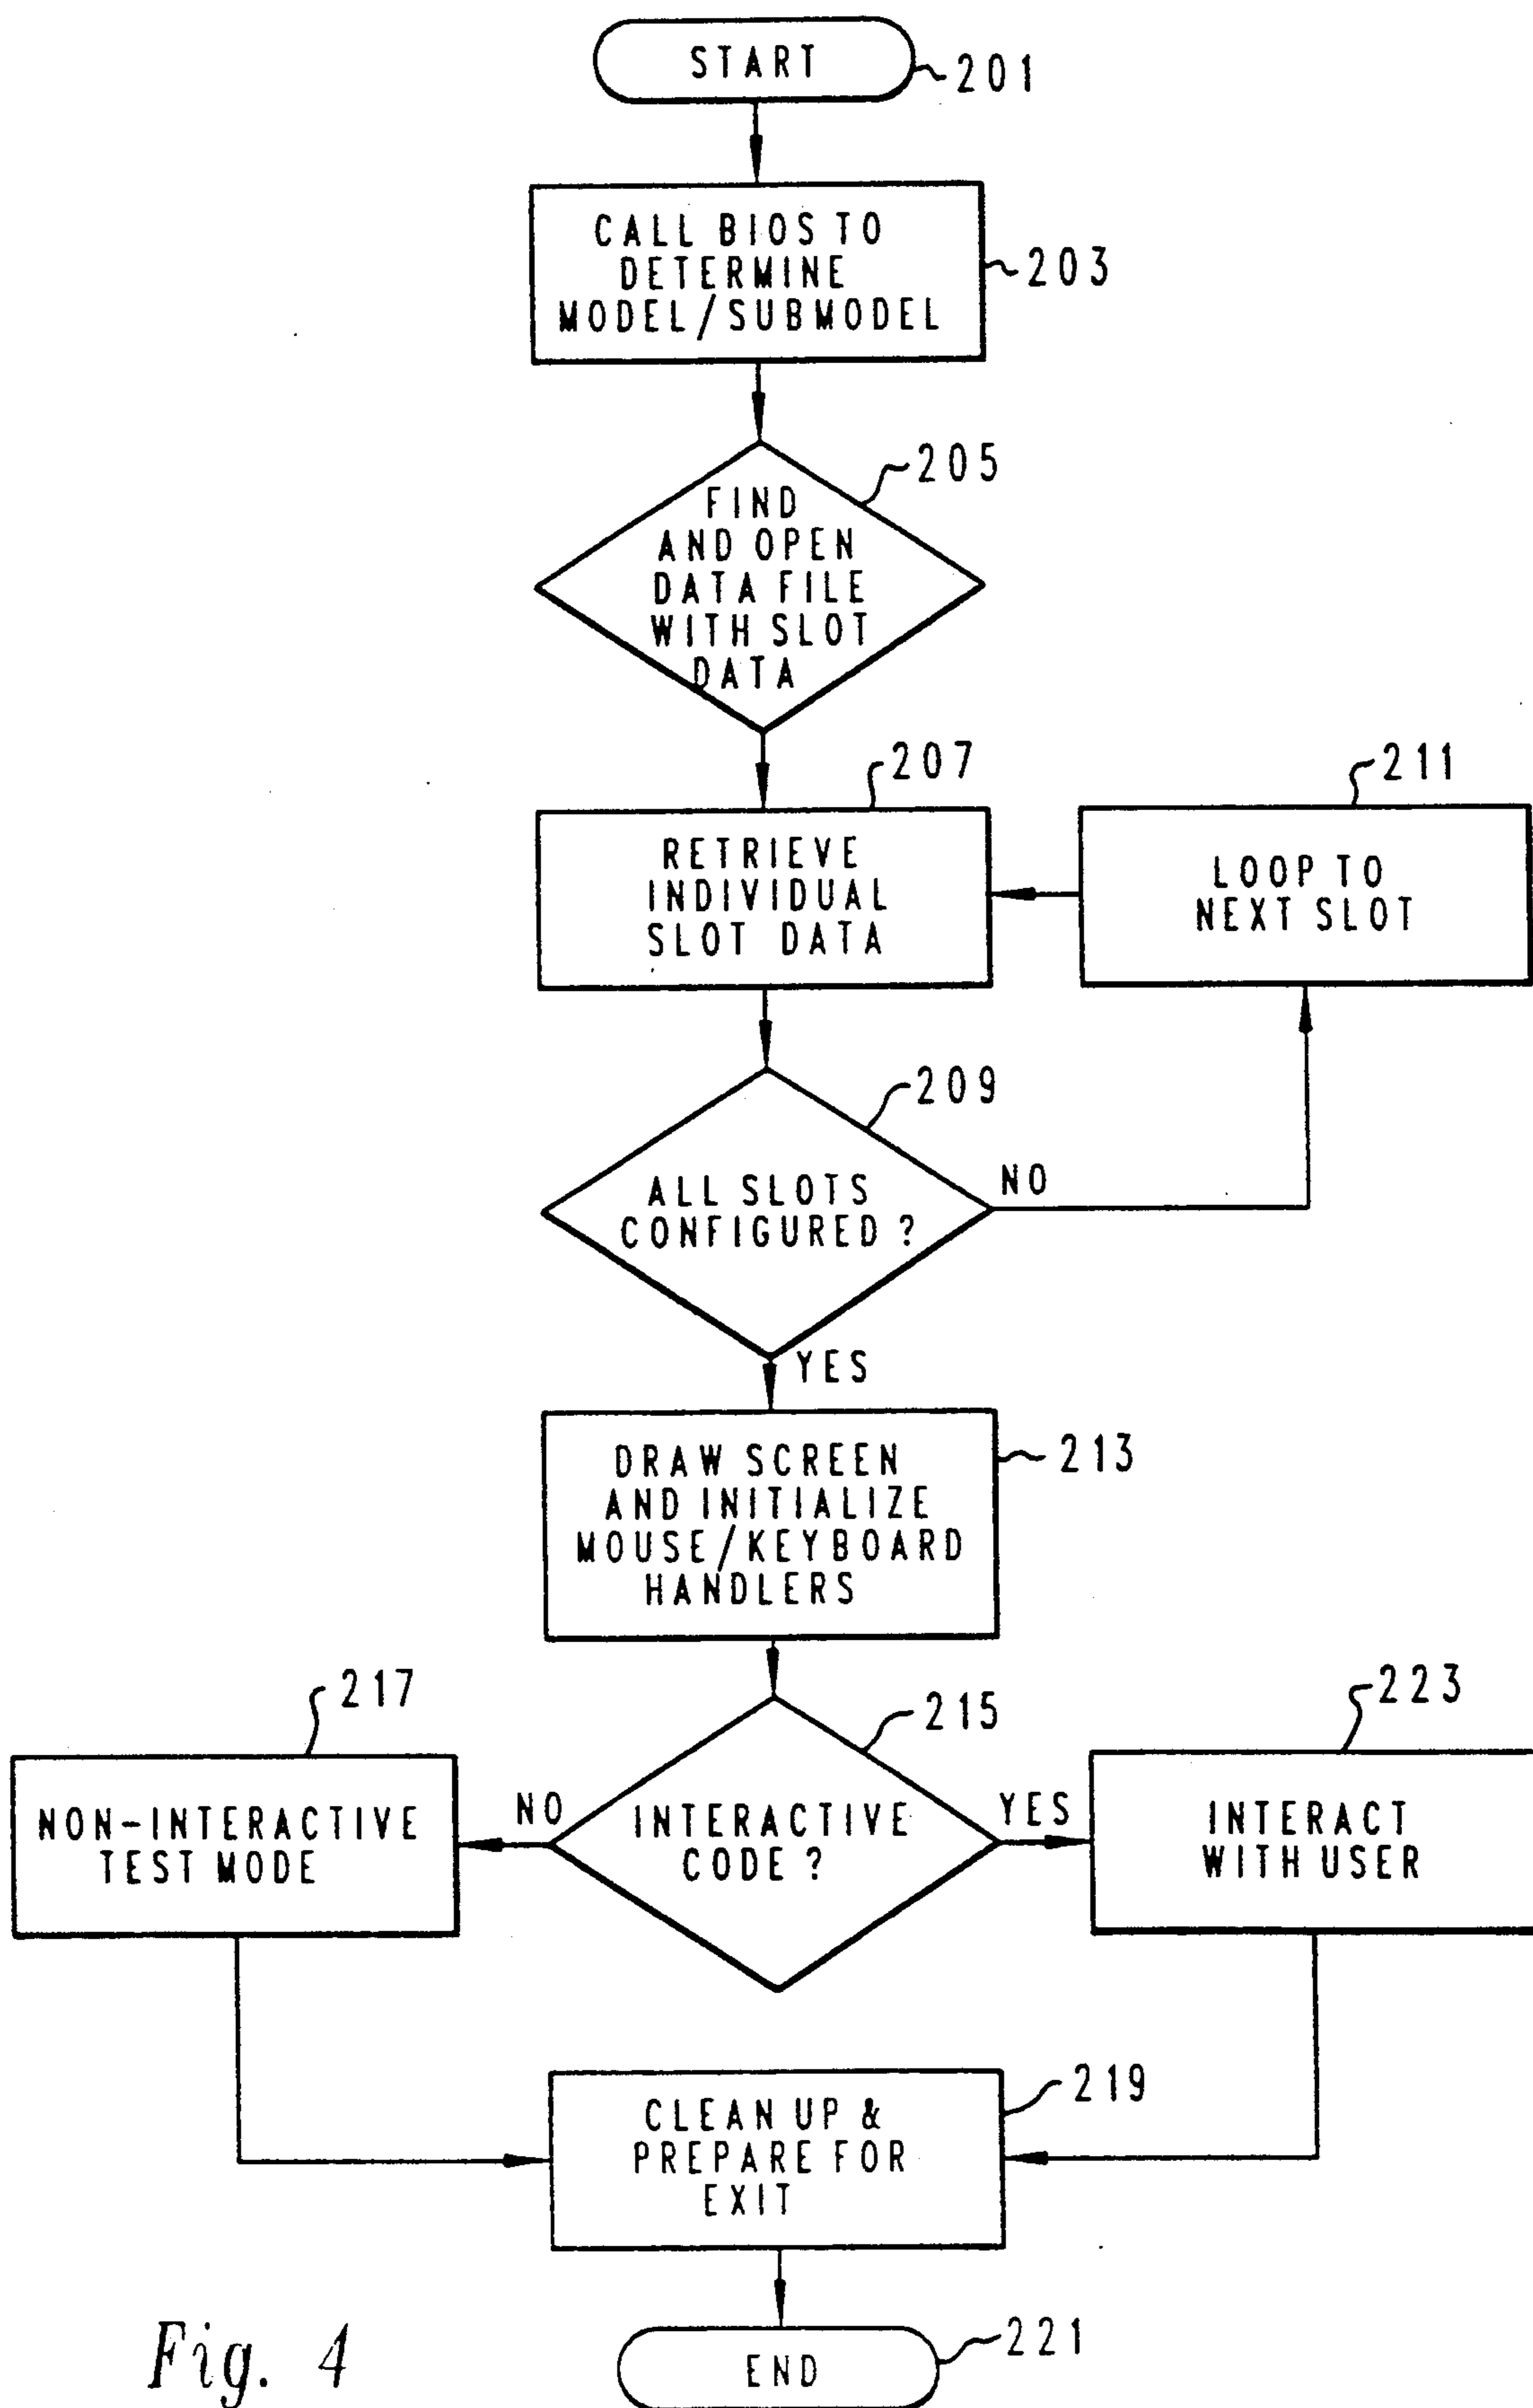 START
201
CALL BIOS TO
DETERMINE
MODEL/SUBMODEL
203
205
FIND
AND OPEN
DATA FILE
WITH SLOT
DATA
207
211
RETRIEVE
INDIVIDUAL
SLOT DATA
LOOP TO
NEXT SLOT
209
ALL SLOTS
CONFIGURED ?
NO
YES
DRAW SCREEN
AND INITIALIZE
MOUSE/KEYBOARD
HANDLERS
213
217
215
223
NON-INTERACTIVE
TEST MODE
NO
INTERACTIVE
CODE ?
YES
INTERACT
WITH USER
219
CLEAN UP &
PREPARE FOR
EXIT
221
END
Fig. 4